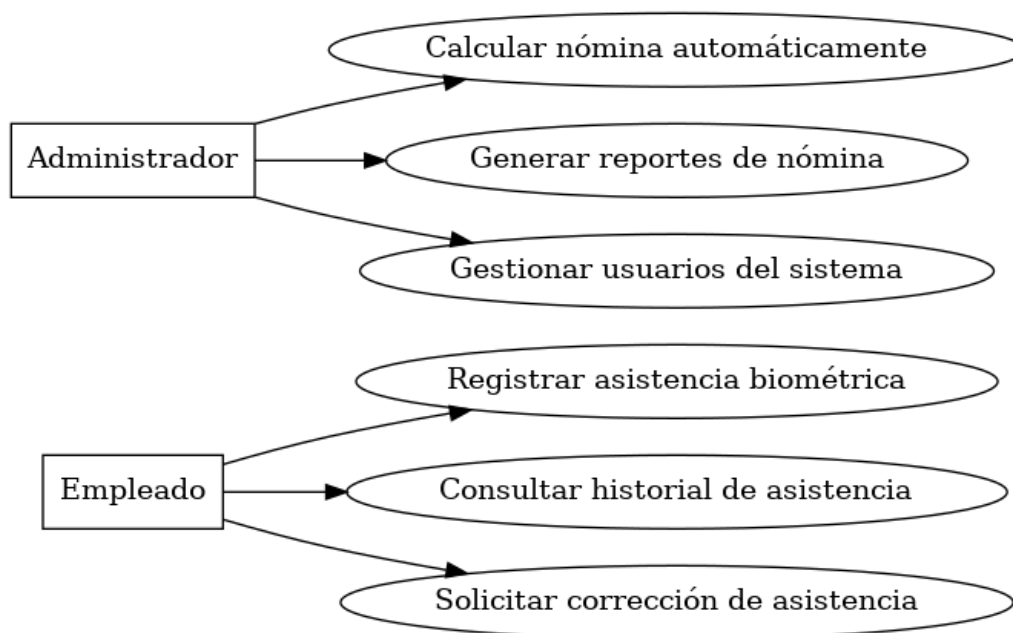 Calcular nómina automáticamente
Administrador
Generar reportes de nómina
Gestionar usuarios del sistema
Registrar asistencia biométrica
Empleado
Consultar historial de asistencia
Solicitar corrección de asistencia